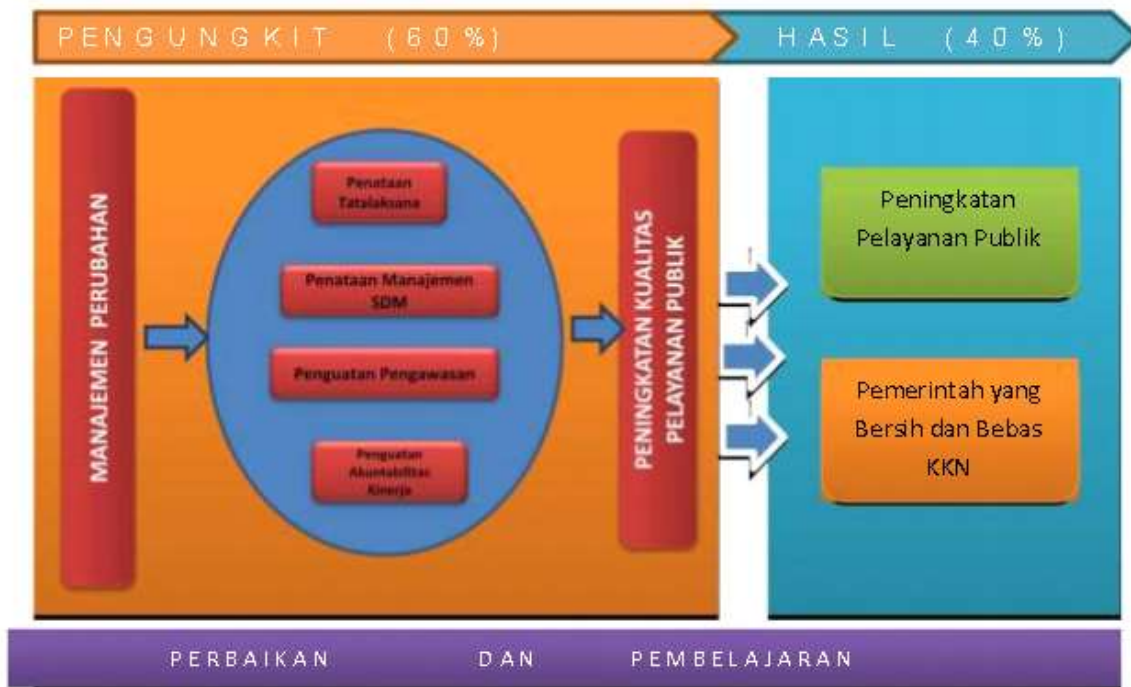 PENGUNGKIT (60%)
HASIL (40%)
MANAJEMEN PERUBAHAN
Penataan
Tatalaksana
Penataan Manajemen
SDM
Penguatan Pengawasan
Penguatan
Akuntabilitas
Kinerja
PENINGKATAN KUALITAS
PELAYANAN PUBLIK
Peningkatan
Pelayanan Publik
Pemerintah yang
Bersih dan Bebas
KKN
PERBAIKAN DAN PEMBELAJARAN